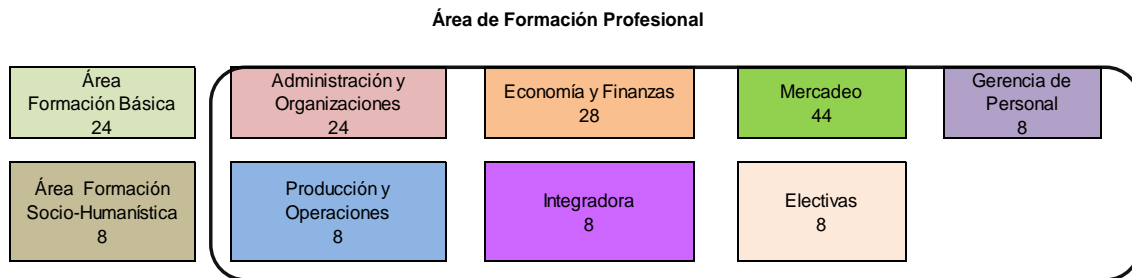 Área de Formación Profesional
Área
Formación Básica
24
Administración y
Organizaciones
24
Economía y Finanzas
28
Mercadeo
44
Gerencia de
Personal
8
Área Formación
Socio-Humanística
8
Producción y
Operaciones
8
Integradora
8
Electivas
8